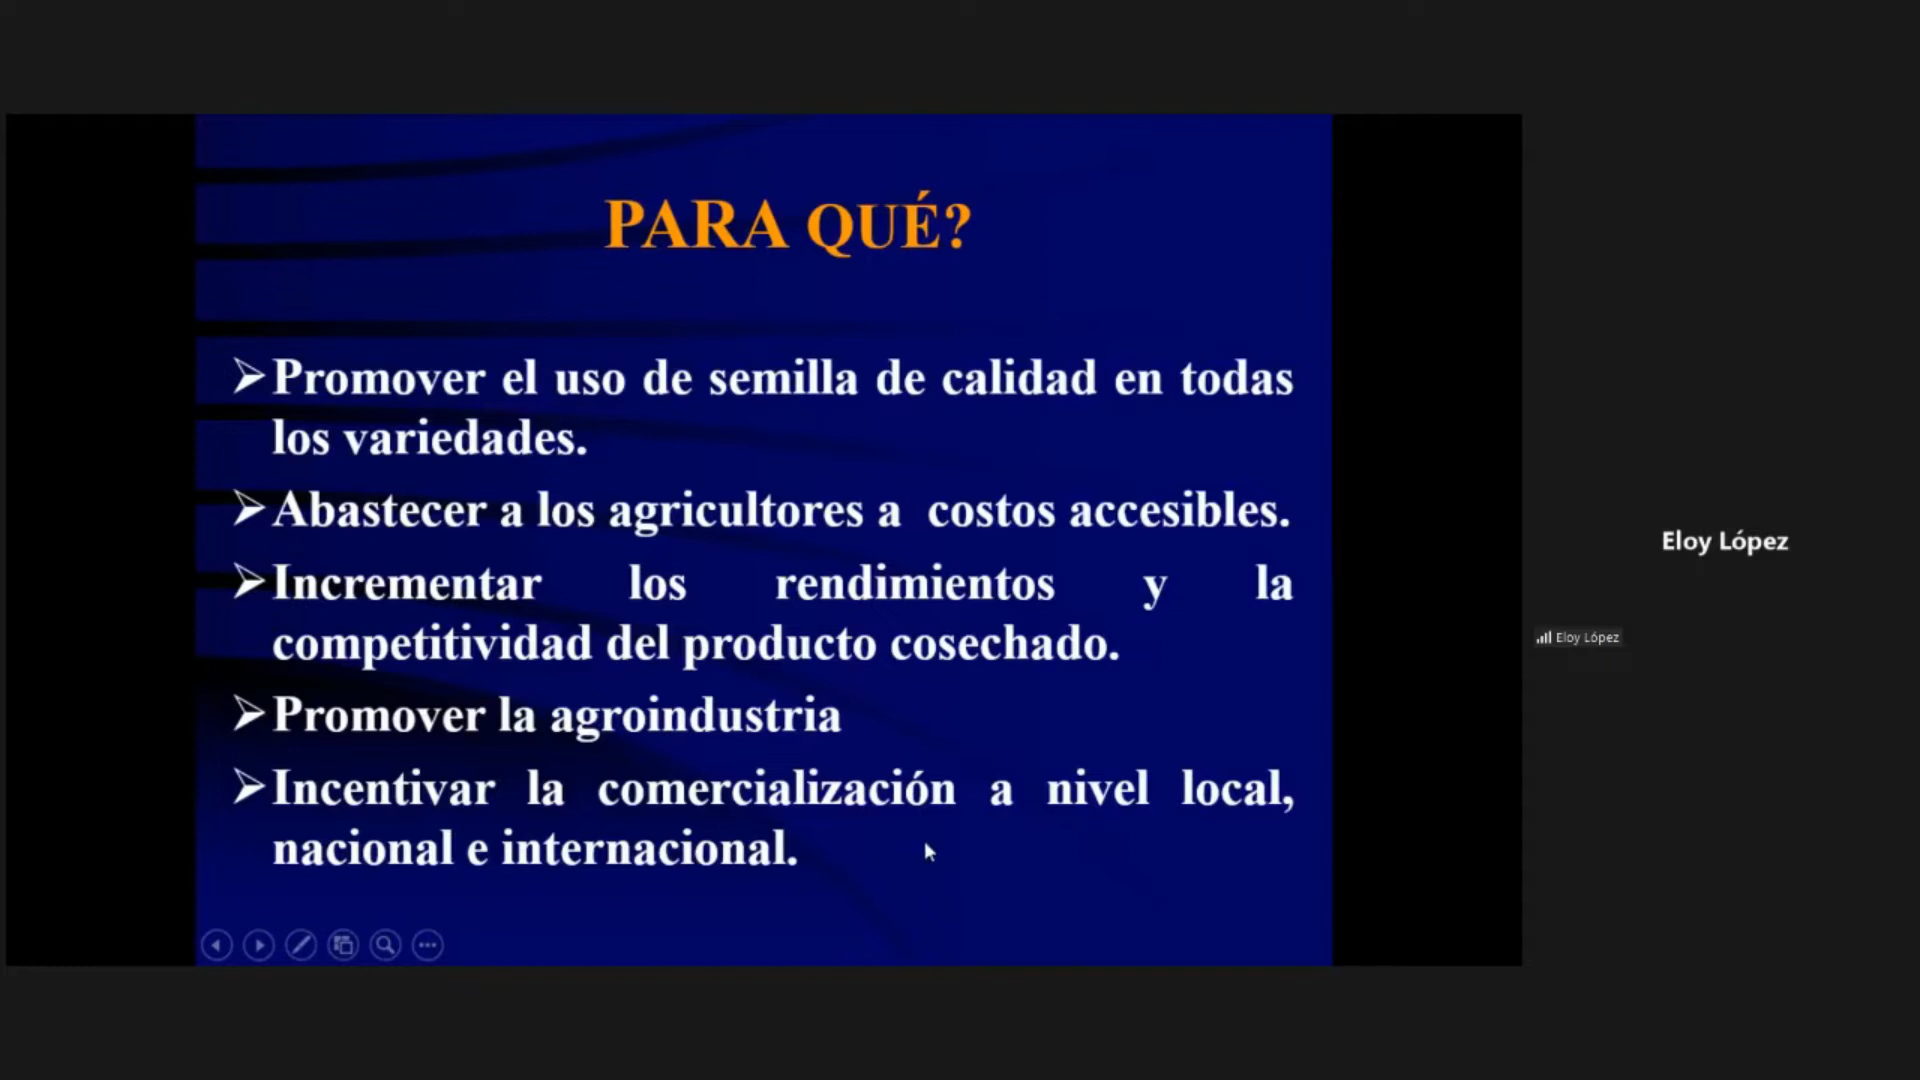 PARA QUÉ?
➢Promover el uso de semilla de calidad en todas
los variedades.
➢Abastecer a los agricultores a costos accesibles.
➢Incrementar los rendimientos y la
competitividad del producto cosechado.
➢Promover la agroindustria
➢Incentivar la comercialización a nivel local,
nacional e internacional.
Eloy López
Eloy López